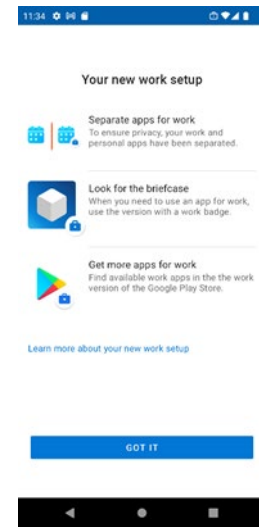 11:34
Your new work setup
Separate apps for work
To ensure privacy, your work and
personal apps have been separated.
Look for the briefcase
When you need to use an app for work,
use the version with a work badge.
Get more apps for work
Find available work apps in the the work
version of the Google Play Store.
Learn more about your new work setup
GOT IT